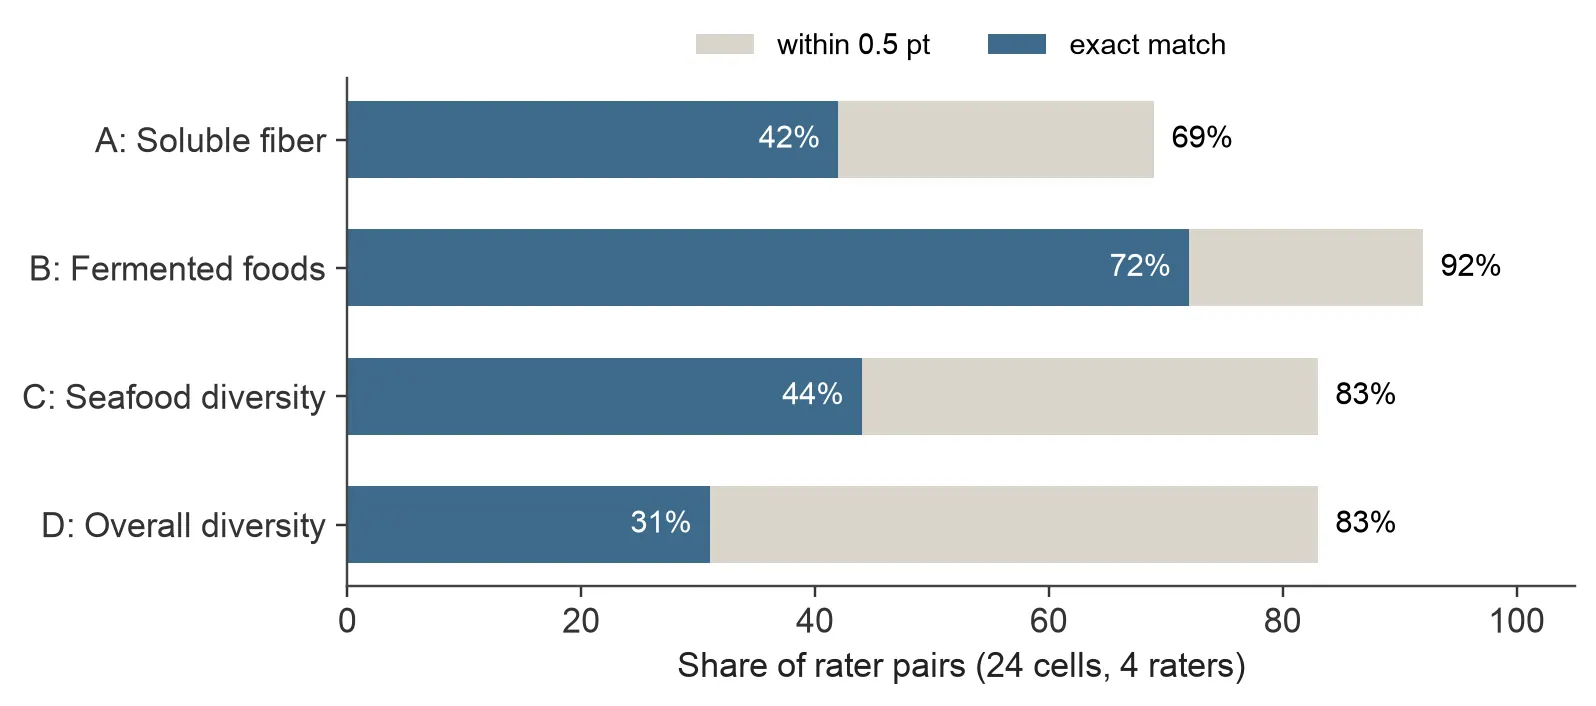 within 0.5 pt exact match
A: Soluble fiber 42% 69%
B: Fermented foods 72% 92%
C: Seafood diversity 44% 83%
D: Overall diversity 31% 83%
0 20 40 60 80 100
Share of rater pairs (24 cells, 4 raters)